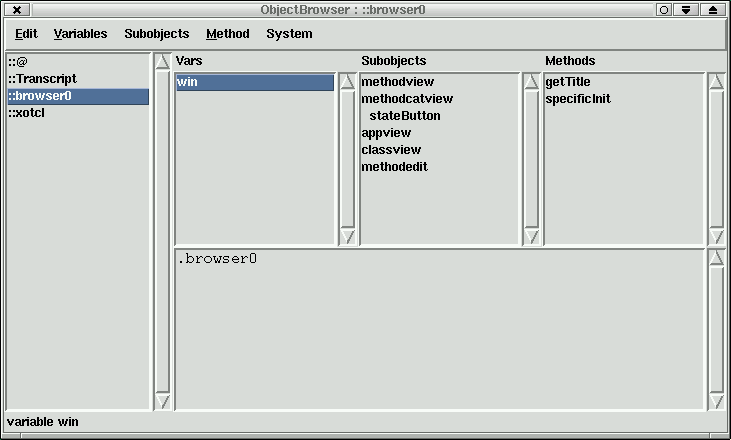 ObjectBrowser : ::browser0
Edit Variables Subobjects Method System
::@
::Transcript
::browser0
::xotcl
Vars
win
Subobjects
methodview
methodcatview
stateButton
appview
classview
methodedit
Methods
getTitle
specificInit
.browser0
variable win